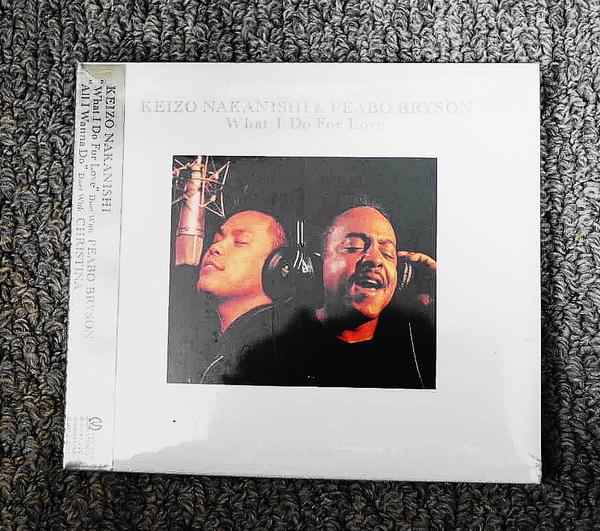 KEIZO NAKANISHI & PEABO BRYSON
What I Do For Love
KEIZO NAKANISHI
"What I Do For Love" Duet With PEABO BRYSON
"All I Wanna Do" Duet With CHRISTINA